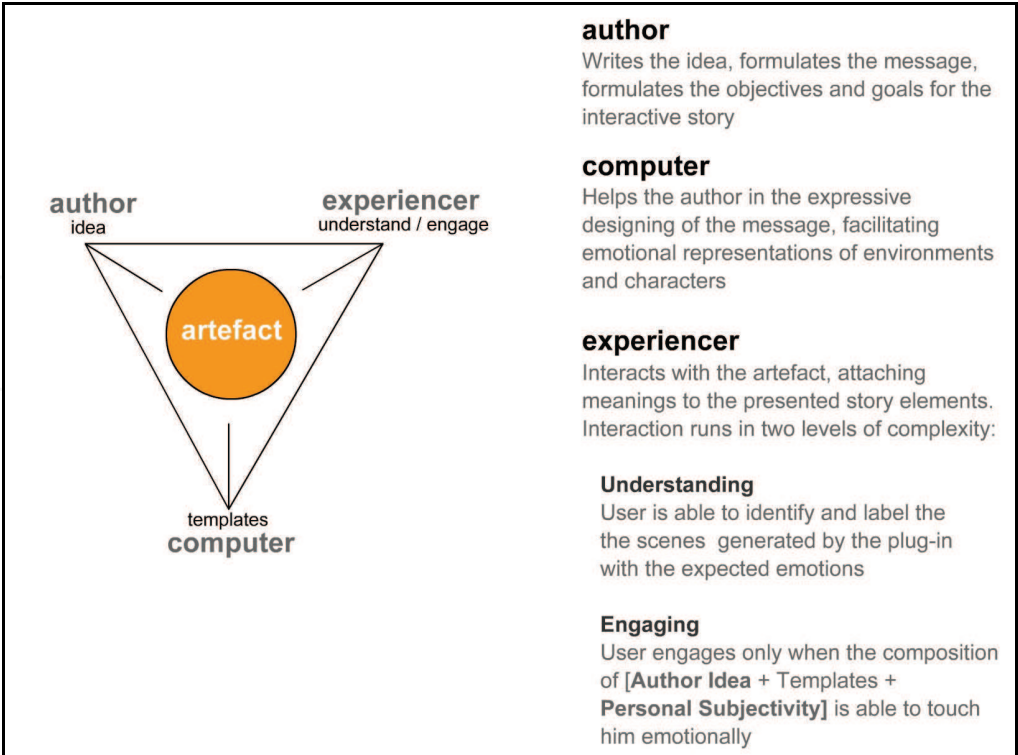 author
idea
experiencer
understand / engage
artefact
templates
computer
author
Writes the idea, formulates the message,
formulates the objectives and goals for the
interactive story
computer
Helps the author in the expressive
designing of the message, facilitating
emotional representations of environments
and characters
experiencer
Interacts with the artefact, attaching
meanings to the presented story elements.
Interaction runs in two levels of complexity:
Understanding
User is able to identify and label the
the scenes generated by the plug-in
with the expected emotions
Engaging
User engages only when the composition
of [Author Idea + Templates +
Personal Subjectivity] is able to touch
him emotionally